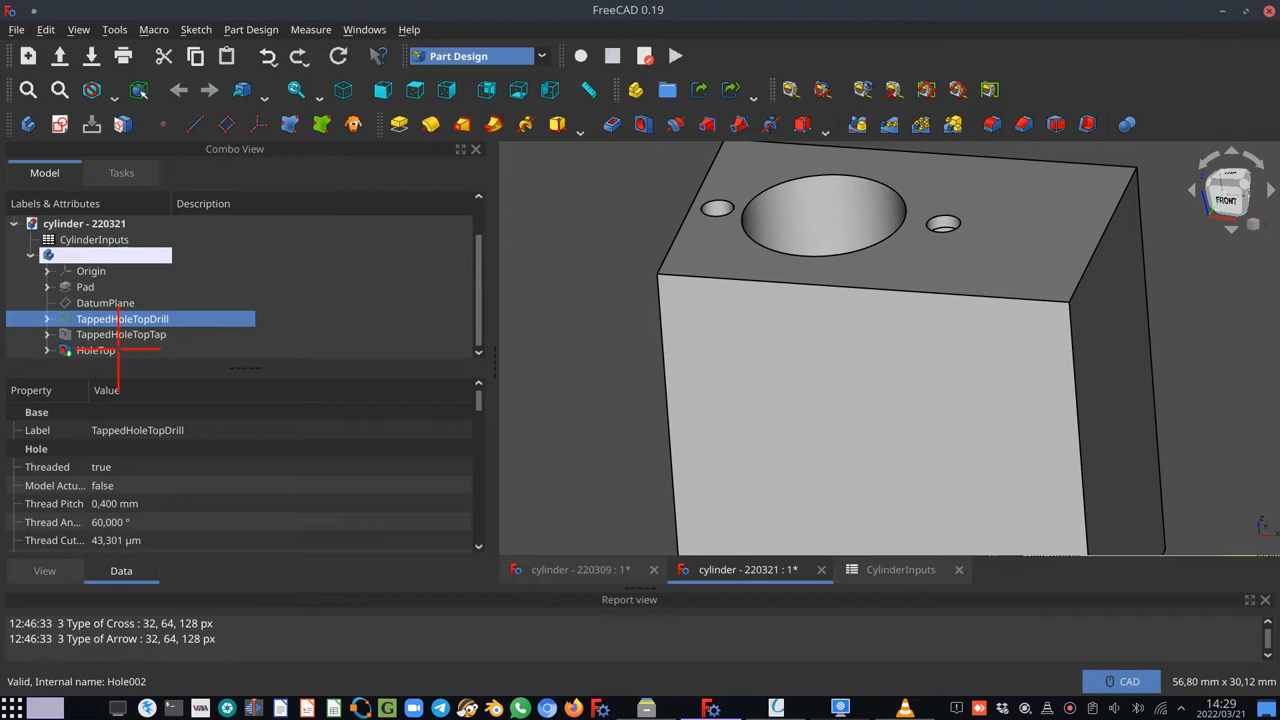 FreeCAD 0.19
File Edit View Tools Macro Sketch Part Design Measure Windows Help
Part Design
Combo View
Model Tasks
Labels & Attributes Description
cylinder - 220321
CylinderInputs
Origin
Pad
DatumPlane
TappedHoleTopDrill
TappedHoleTopTap
HoleTop
Property Value
Base
Label TappedHoleTopDrill
Hole
Threaded true
Model Actu... false
Thread Pitch 0,400 mm
Thread An... 60,000 °
Thread Cut... 43,301 µm
View Data
FRONT
Z
X
cylinder - 220309 : 1*
cylinder - 220321 : 1*
CylinderInputs
Report view
12:46:33 3 Type of Cross : 32, 64, 128 px
12:46:33 3 Type of Arrow : 32, 64, 128 px
Valid, Internal name: Hole002
CAD
56,80 mm x 30,12 mm
14:29
2022/03/21